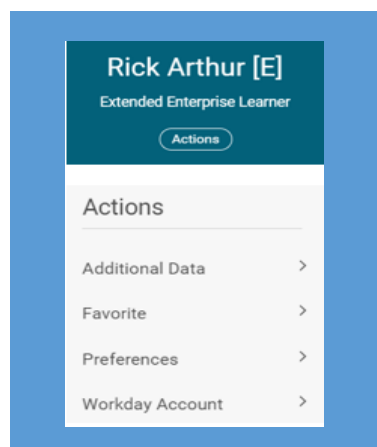 Rick Arthur [E]
Extended Enterprise Learner
Actions
Actions
Additional Data
Favorite
Preferences
Workday Account